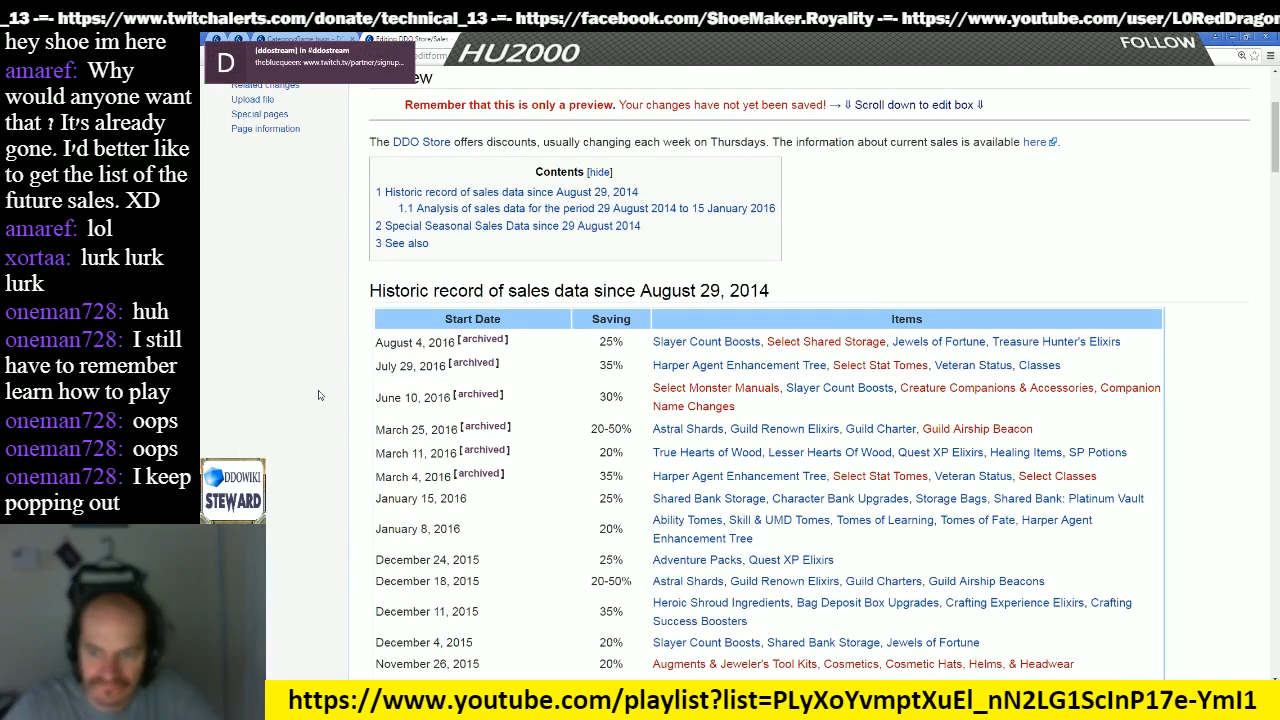 _13 -=- https://www.twitchalerts.com/donate/technical_13 -=- https://facebook.com/ShoeMaker.Royality -=- https://www.youtube.com/user/L0RedDragon
hey shoe im here
amaref: Why
would anyone want
that ? It's already
gone. I'd better like
to get the list of the
future sales. XD
amaref: lol
xortaa: lurk lurk
lurk
oneman728: huh
oneman728: I still
have to remember
learn how to play
oneman728: oops
oneman728: oops
oneman728: I keep
popping out
D
[ddostream] in #ddostream
thebluequeen: www.twitch.tv/partner/signup...
HU2000
FOLLOW
Editing DDO Store/Sales
Related changes
Upload file
Special pages
Page information
DDOWIKI
STEWARD
Remember that this is only a preview. Your changes have not yet been saved! → ⇓ Scroll down to edit box ⇓
The DDO Store offers discounts, usually changing each week on Thursdays. The information about current sales is available here.
Contents [hide]
1 Historic record of sales data since August 29, 2014
1.1 Analysis of sales data for the period 29 August 2014 to 15 January 2016
2 Special Seasonal Sales Data since 29 August 2014
3 See also
Historic record of sales data since August 29, 2014
Start Date Saving Items
August 4, 2016 [archived] 25% Slayer Count Boosts, Select Shared Storage, Jewels of Fortune, Treasure Hunter's Elixirs
July 29, 2016 [archived] 35% Harper Agent Enhancement Tree, Select Stat Tomes, Veteran Status, Classes
June 10, 2016 [archived] 30% Select Monster Manuals, Slayer Count Boosts, Creature Companions & Accessories, Companion
Name Changes
March 25, 2016 [archived] 20-50% Astral Shards, Guild Renown Elixirs, Guild Charter, Guild Airship Beacon
March 11, 2016 [archived] 20% True Hearts of Wood, Lesser Hearts Of Wood, Quest XP Elixirs, Healing Items, SP Potions
March 4, 2016 [archived] 35% Harper Agent Enhancement Tree, Select Stat Tomes, Veteran Status, Select Classes
January 15, 2016 25% Shared Bank Storage, Character Bank Upgrades, Storage Bags, Shared Bank: Platinum Vault
January 8, 2016 20% Ability Tomes, Skill & UMD Tomes, Tomes of Learning, Tomes of Fate, Harper Agent
Enhancement Tree
December 24, 2015 25% Adventure Packs, Quest XP Elixirs
December 18, 2015 20-50% Astral Shards, Guild Renown Elixirs, Guild Charters, Guild Airship Beacons
December 11, 2015 35% Heroic Shroud Ingredients, Bag Deposit Box Upgrades, Crafting Experience Elixirs, Crafting
Success Boosters
December 4, 2015 20% Slayer Count Boosts, Shared Bank Storage, Jewels of Fortune
November 26, 2015 20% Augments & Jeweler's Tool Kits, Cosmetics, Cosmetic Hats, Helms, & Headwear
https://www.youtube.com/playlist?list=PLyXoYvmptXuEl_nN2LG1ScInP17e-YmI1